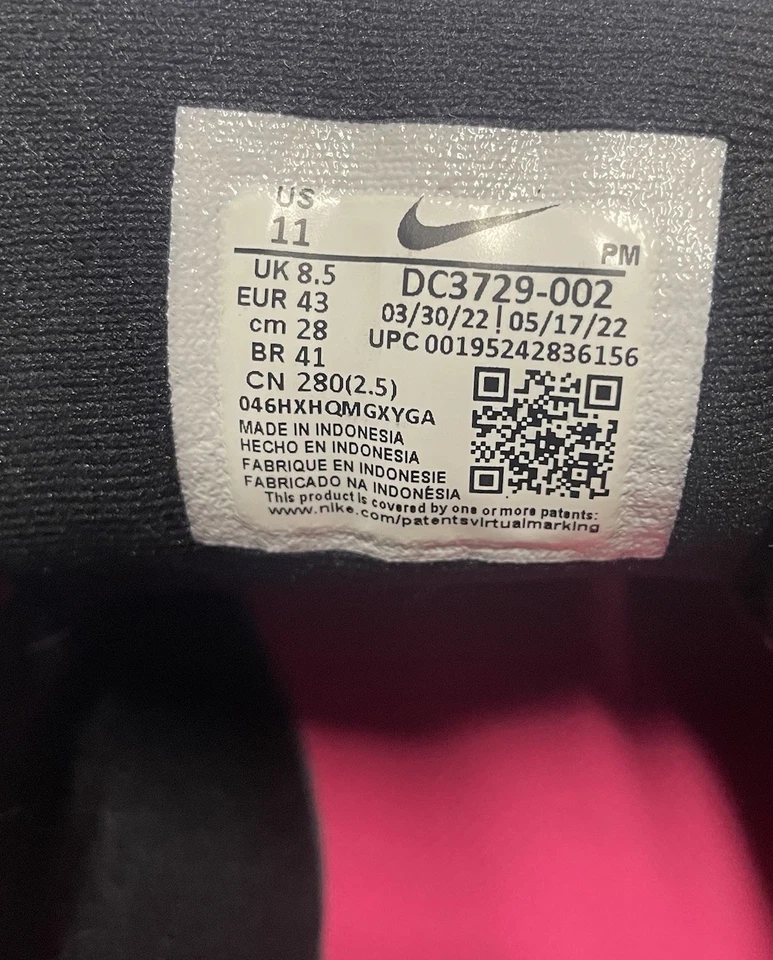 US
11
PM
UK 8.5
EUR 43
cm 28
BR 41
CN 280(2.5)
DC3729-002
03/30/22 | 05/17/22
UPC 00195242836156
046HXHQMGXYGA
MADE IN INDONESIA
HECHO EN INDONESIA
FABRIQUE EN INDONESIE
FABRICADO NA INDONÉSIA
This product is covered by one or more patents:
www.nike.com/patentsvirtualmarking